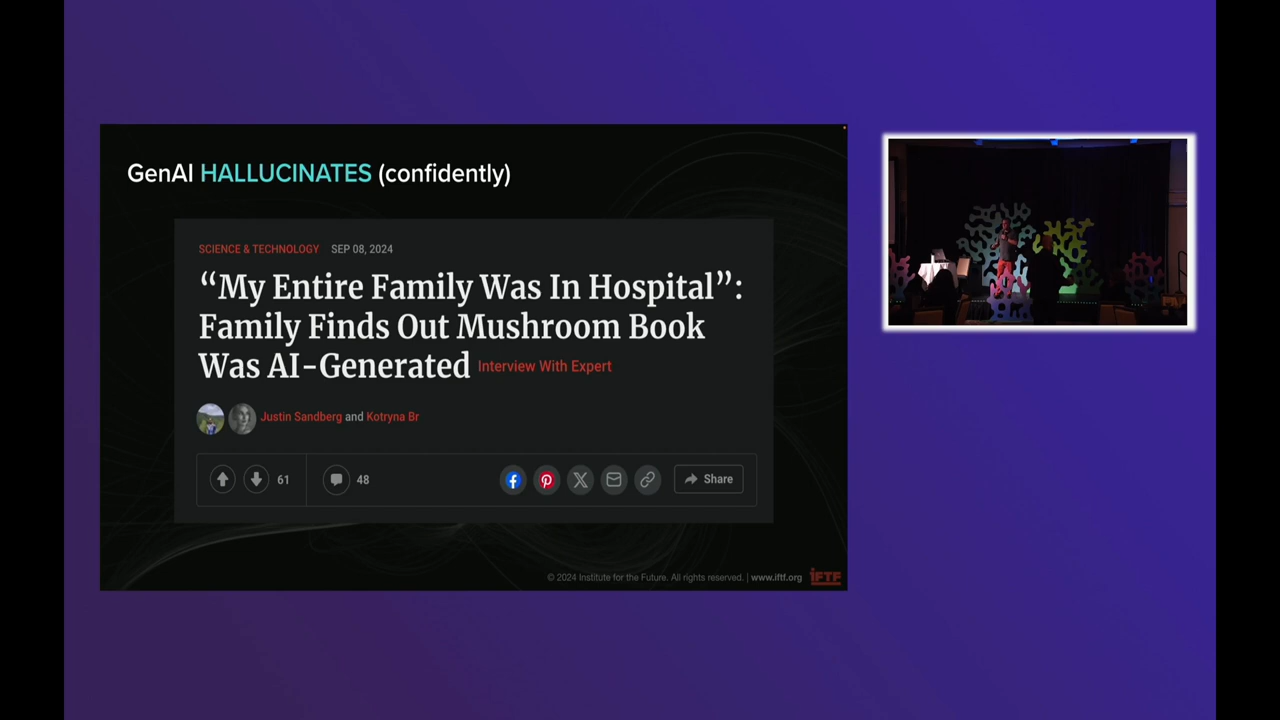 GenAI HALLUCINATES (confidently)
SCIENCE & TECHNOLOGY SEP 08, 2024
“My Entire Family Was In Hospital”:
Family Finds Out Mushroom Book
Was AI-Generated Interview With Expert
Justin Sandberg and Kotryna Br
61 48 Share
© 2024 Institute for the Future. All rights reserved. | www.iftf.org IFTF